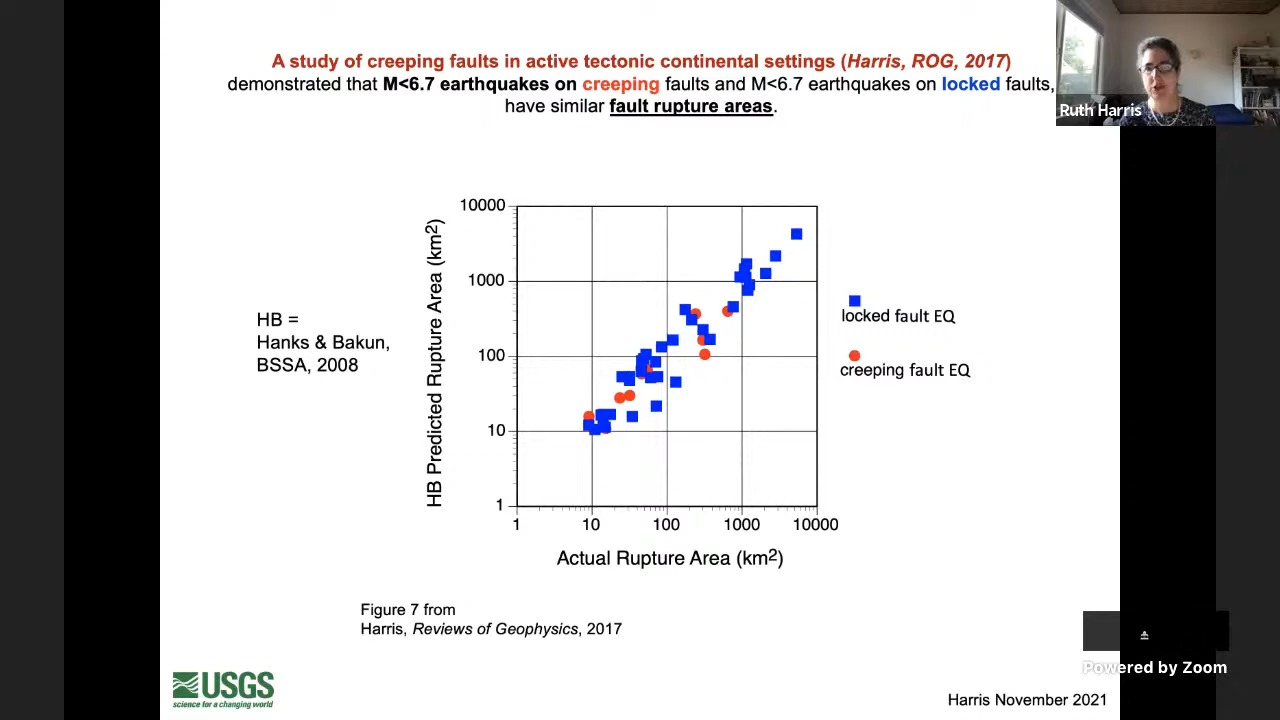 A study of creeping faults in active tectonic continental settings (Harris, ROG, 2017)
demonstrated that M<6.7 earthquakes on creeping faults and M<6.7 earthquakes on locked faults,
have similar fault rupture areas.
Ruth Harris
HB =
Hanks & Bakun,
BSSA, 2008
HB Predicted Rupture Area (km2)
10000
1000
100
10
1
1 10 100 1000 10000
Actual Rupture Area (km2)
locked fault EQ
creeping fault EQ
Figure 7 from
Harris, Reviews of Geophysics, 2017
USGS
science for a changing world
Powered by Zoom
Harris November 2021